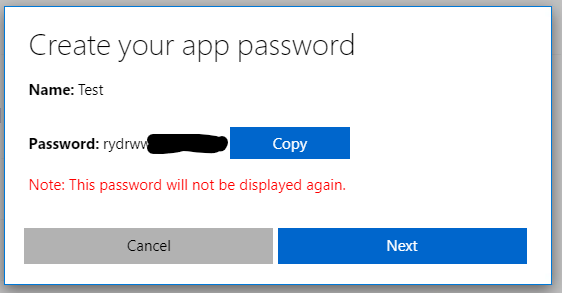 Create your app password
Name: Test
Password: rydrww
Copy
Note: This password will not be displayed again.
Cancel
Next